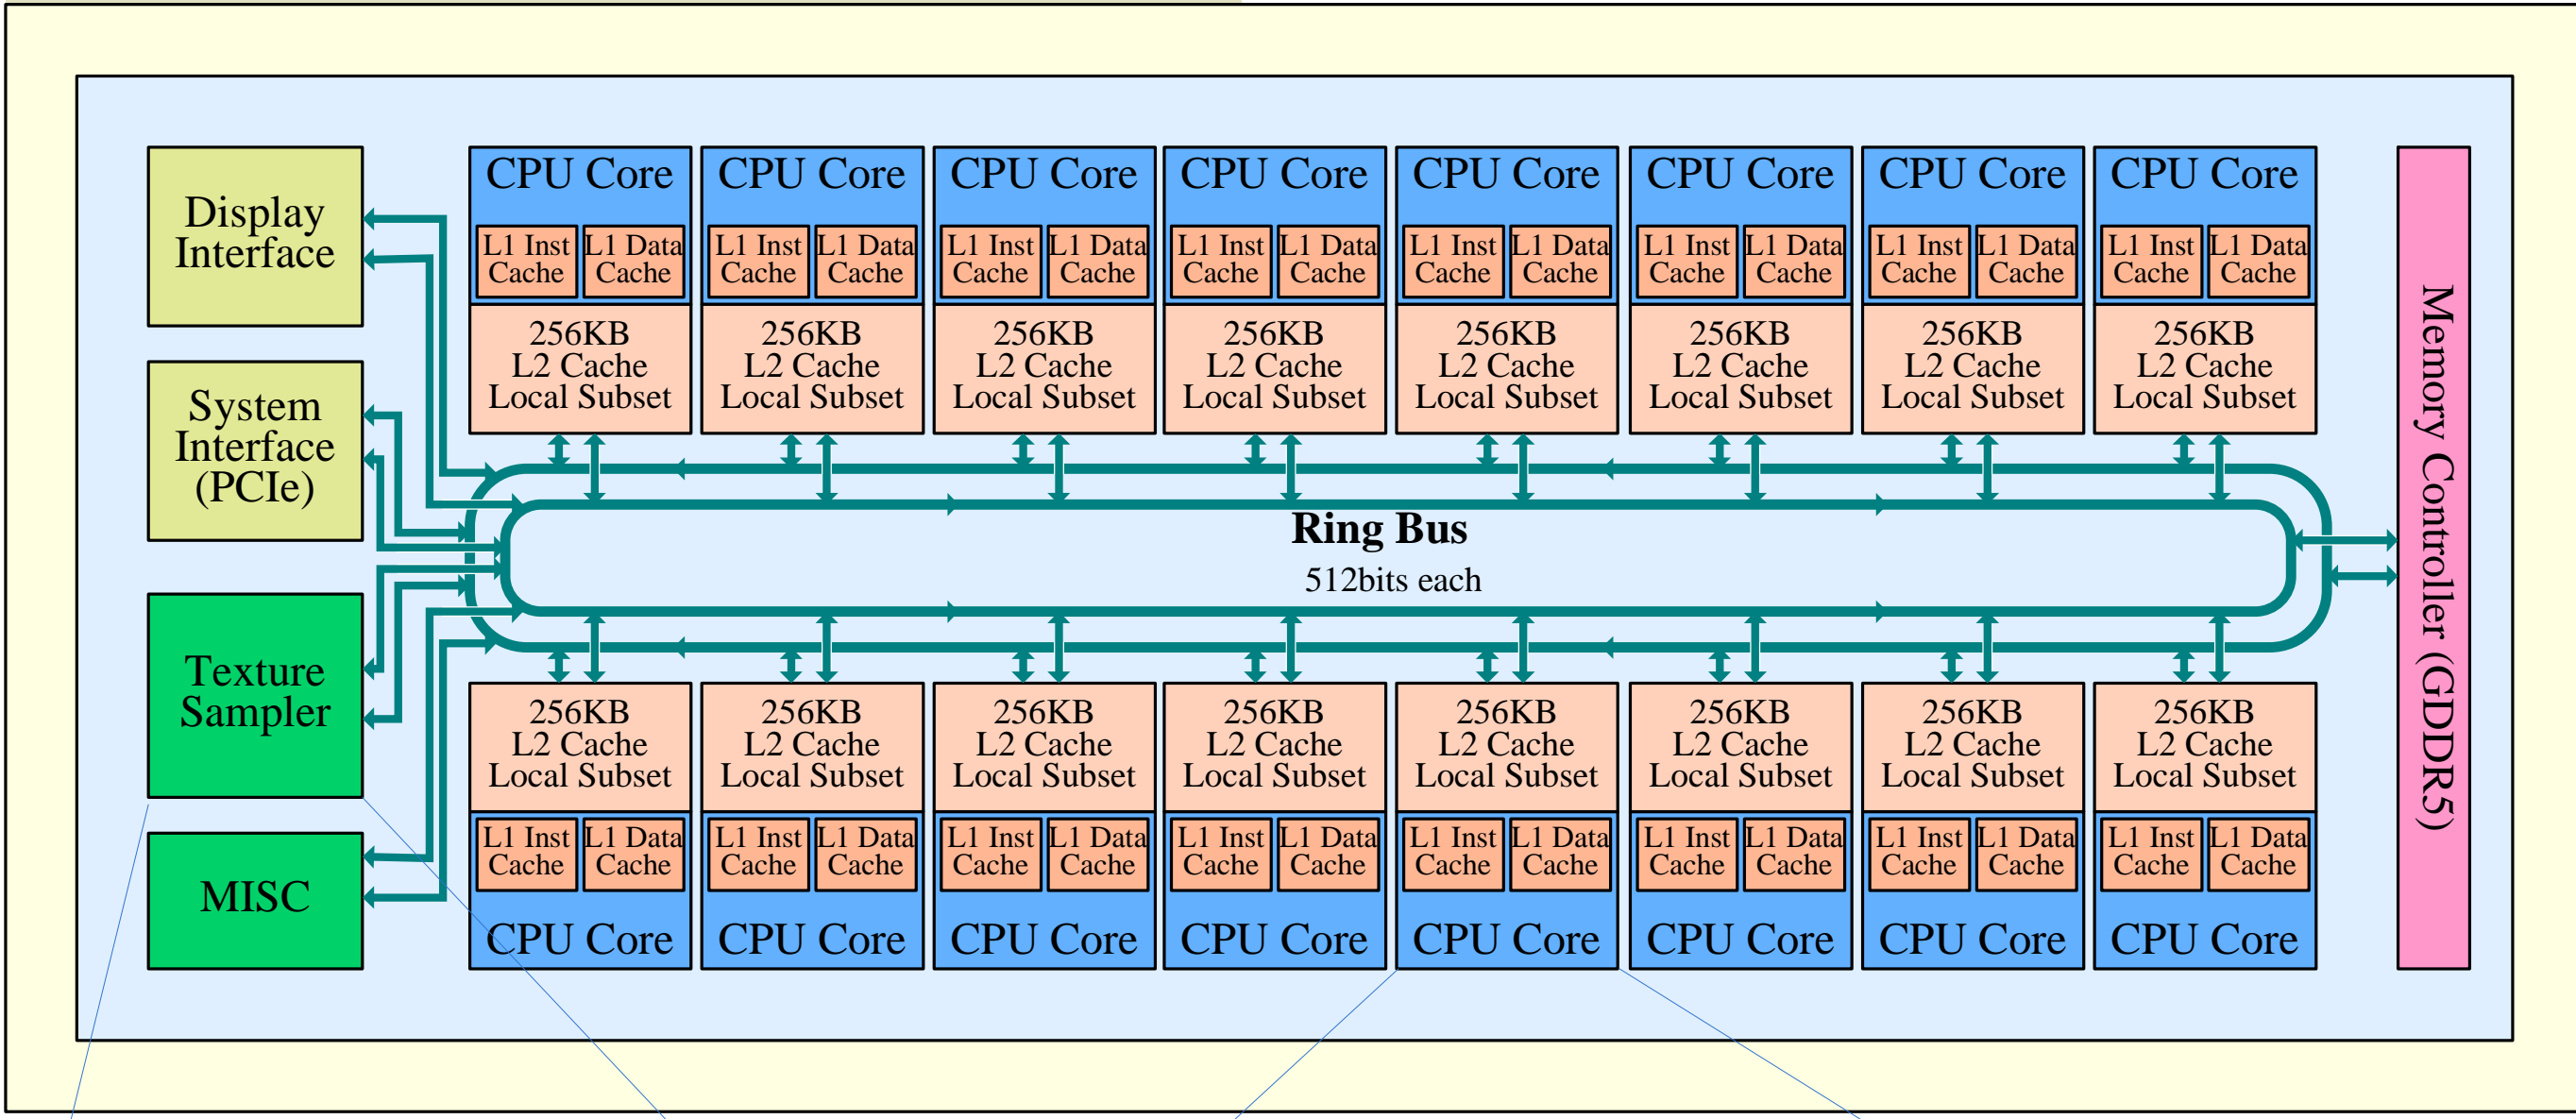 Display
Interface
System
Interface
(PCIe)
Texture
Sampler
MISC
CPU Core CPU Core CPU Core CPU Core CPU Core CPU Core CPU Core CPU Core
L1 Inst L1 Data L1 Inst L1 Data L1 Inst L1 Data L1 Inst L1 Data L1 Inst L1 Data L1 Inst L1 Data L1 Inst L1 Data L1 Inst L1 Data
Cache Cache Cache Cache Cache Cache Cache Cache Cache Cache Cache Cache Cache Cache Cache Cache
256KB 256KB 256KB 256KB 256KB 256KB 256KB 256KB
L2 Cache L2 Cache L2 Cache L2 Cache L2 Cache L2 Cache L2 Cache L2 Cache
Local Subset Local Subset Local Subset Local Subset Local Subset Local Subset Local Subset Local Subset
Ring Bus
512bits each
256KB 256KB 256KB 256KB 256KB 256KB 256KB 256KB
L2 Cache L2 Cache L2 Cache L2 Cache L2 Cache L2 Cache L2 Cache L2 Cache
Local Subset Local Subset Local Subset Local Subset Local Subset Local Subset Local Subset Local Subset
L1 Inst L1 Data L1 Inst L1 Data L1 Inst L1 Data L1 Inst L1 Data L1 Inst L1 Data L1 Inst L1 Data L1 Inst L1 Data L1 Inst L1 Data
Cache Cache Cache Cache Cache Cache Cache Cache Cache Cache Cache Cache Cache Cache Cache Cache
CPU Core CPU Core CPU Core CPU Core CPU Core CPU Core CPU Core CPU Core
Memory Controller (GDDR5)